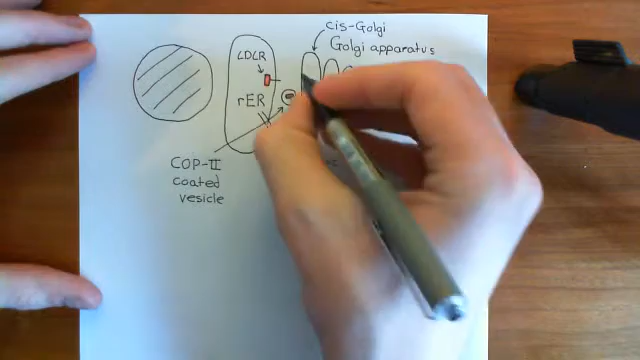 cis-Golgi
Golgi apparatus
LDLR
rER
COP-II
coated
vesicle